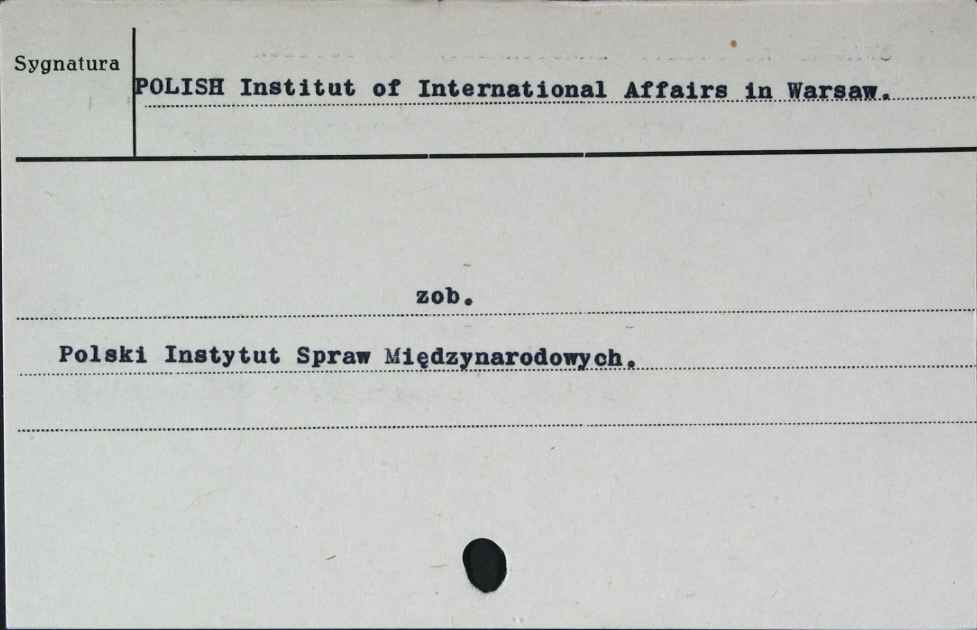 Sygnatura
POLISH Institut of International Affairs in Warsaw.
zob.
Polski Instytut Spraw Międzynarodowych.